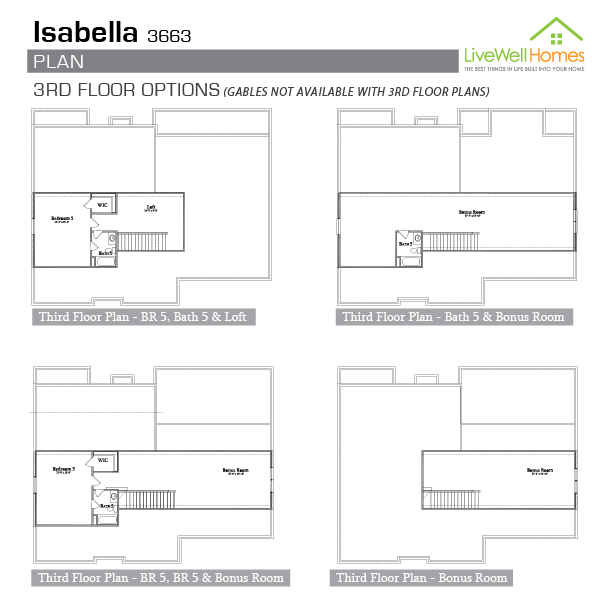 Isabella 3663
PLAN
LiveWellHomes
THE BEST THINGS IN LIFE BUILT INTO YOUR HOME
3RD FLOOR OPTIONS (GABLES NOT AVAILABLE WITH 3RD FLOOR PLANS)
WIC
Loft
Bedroom 5
Bath 5
Third Floor Plan - BR 5, Bath 5 & Loft
Bonus Room
Bath 5
Third Floor Plan - Bath 5 & Bonus Room
WIC
Bedroom 5
Bonus Room
Bath 5
Third Floor Plan - BR 5, BR 5 & Bonus Room
Bonus Room
Third Floor Plan - Bonus Room